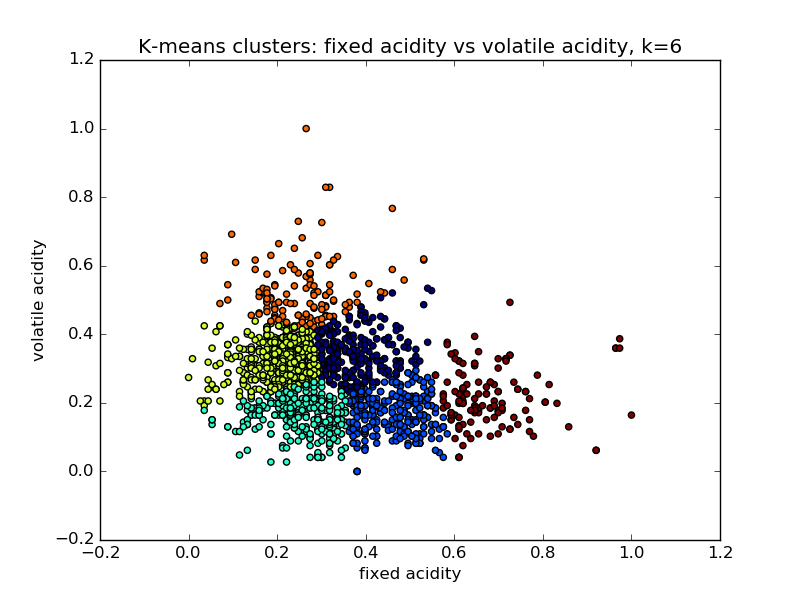 K-means clusters: fixed acidity vs volatile acidity, k=6
1.2
1.0
0.8
0.6
0.4
0.2
0.0
−0.2
volatile acidity
−0.2 0.0 0.2 0.4 0.6 0.8 1.0 1.2
fixed acidity